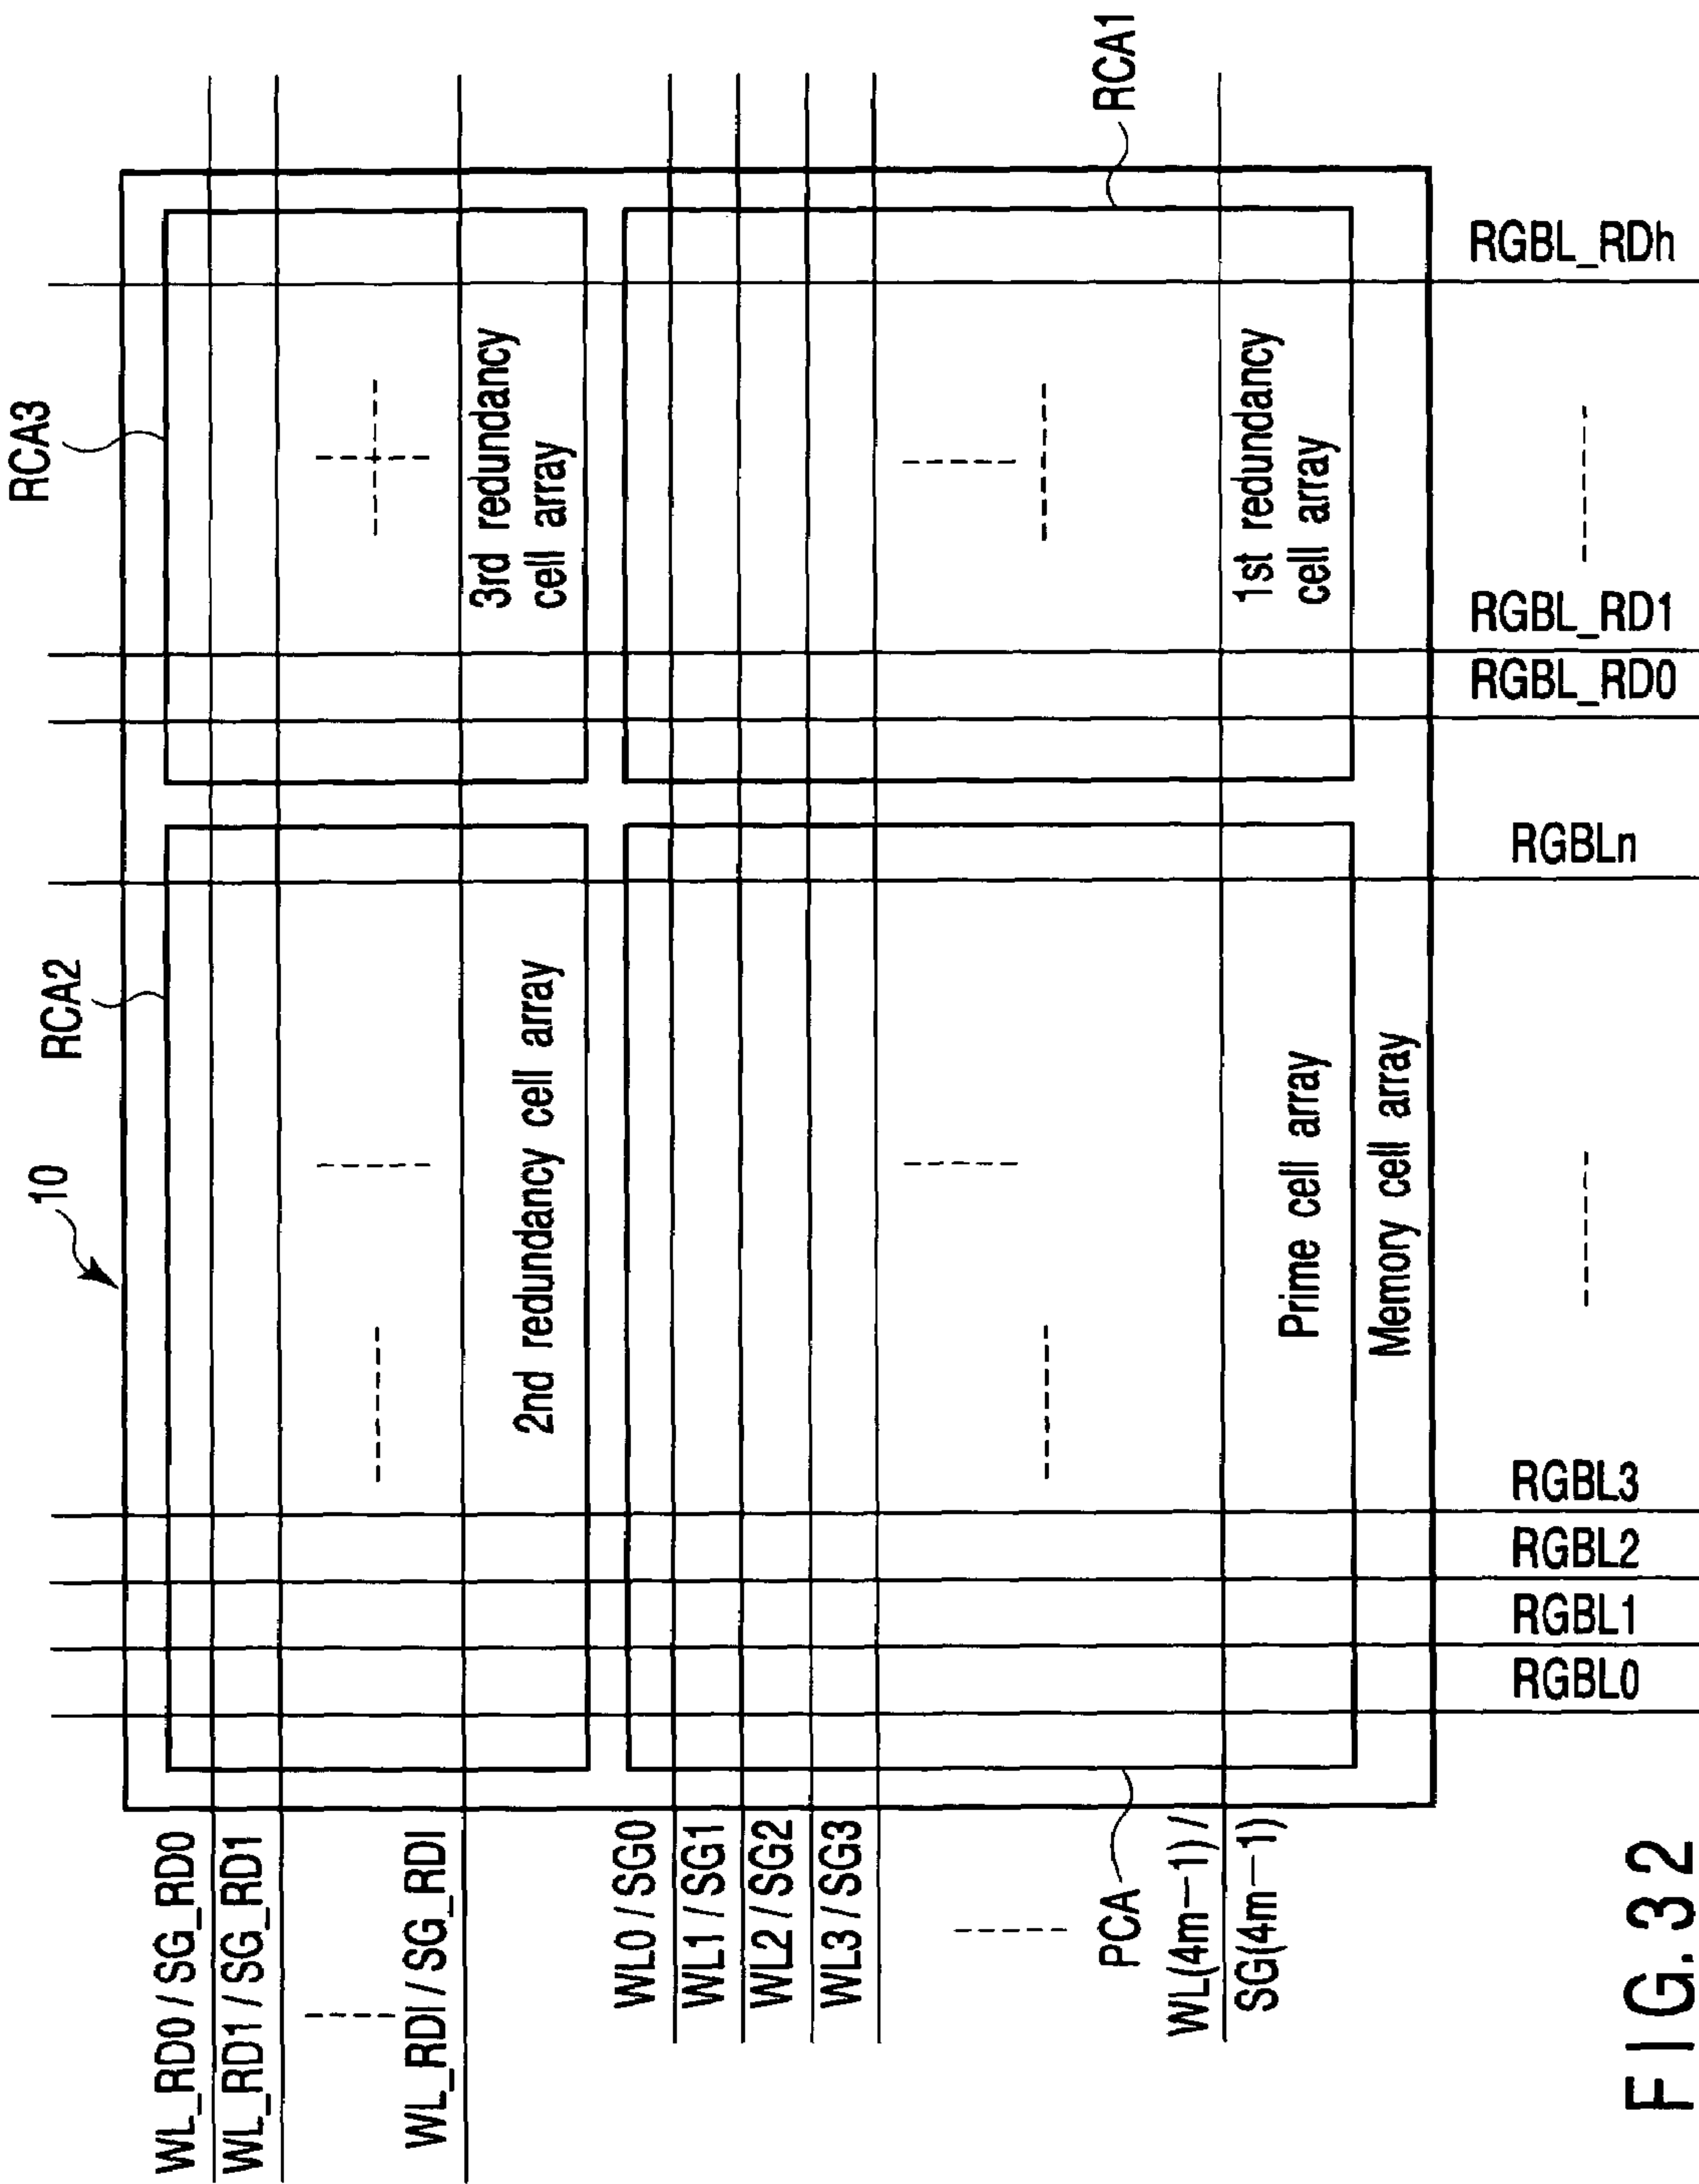 10
RCA2
RCA3
WL_RD0 / SG_RD0
WL_RD1 / SG_RD1
WL_RDl / SG_RDl
2nd redundancy cell array
3rd redundancy
cell array
WL0 / SG0
WL1 / SG1
WL2 / SG2
WL3 / SG3
PCA
RCA1
WL(4m−1) /
SG(4m−1)
Prime cell array
1st redundancy
cell array
Memory cell array
RGBL0
RGBL1
RGBL2
RGBL3
RGBLn
RGBL_RD0
RGBL_RD1
RGBL_RDh
FIG. 32